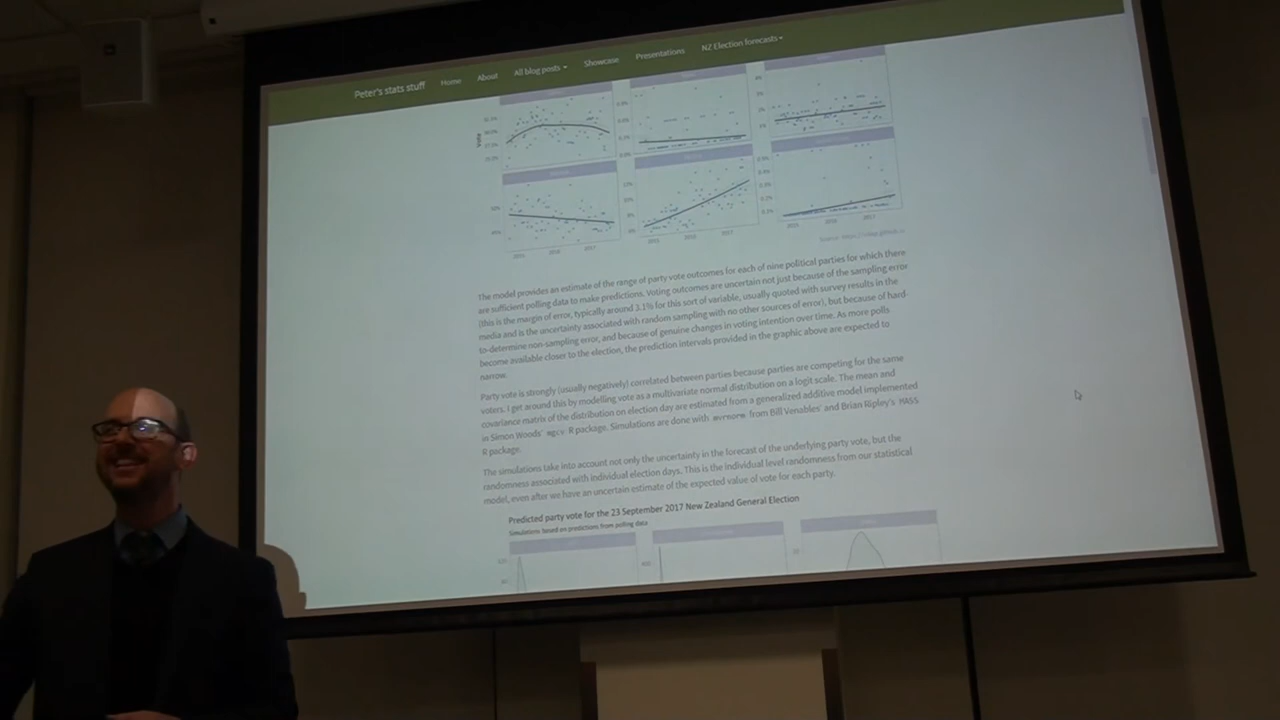 Peter's stats stuff Home About All blog posts Showcase Presentations NZ Election forecasts
Vote
2015 2016 2017
2015 2016 2017
2015 2016 2017
The model provides an estimate of the range of party vote outcomes for each of nine political parties for which there
are sufficient polling data to make predictions. Voting outcomes are uncertain not just because of the sampling error
(this is the margin of error, typically around 3.1% for this sort of variable, usually quoted with survey results in the
media and is the uncertainty associated with random sampling with no other sources of error), but because of hard-
to-determine non-sampling error, and because of genuine changes in voting intention over time. As more polls
become available closer to the election, the prediction intervals provided in the graphic above are expected to
narrow.
Party vote is strongly (usually negatively) correlated between parties because parties are competing for the same
voters. I get around this by modelling vote as a multivariate normal distribution on a logit scale. The mean and
covariance matrix of the distribution on election day are estimated from a generalized additive model implemented
in Simon Woods' mgcv R package. Simulations are done with mvrnorm from Bill Venables' and Brian Ripley's MASS
R package.
The simulations take into account not only the uncertainty in the forecast of the underlying party vote, but the
randomness associated with individual election days. This is the individual level randomness from our statistical
model, even after we have an uncertain estimate of the expected value of vote for each party.
Predicted party vote for the 23 September 2017 New Zealand General Election
Simulations based on predictions from polling data